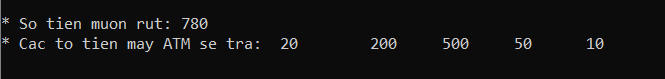 * So tien muon rut: 780
* Cac to tien may ATM se tra:  20        200      500      50       10